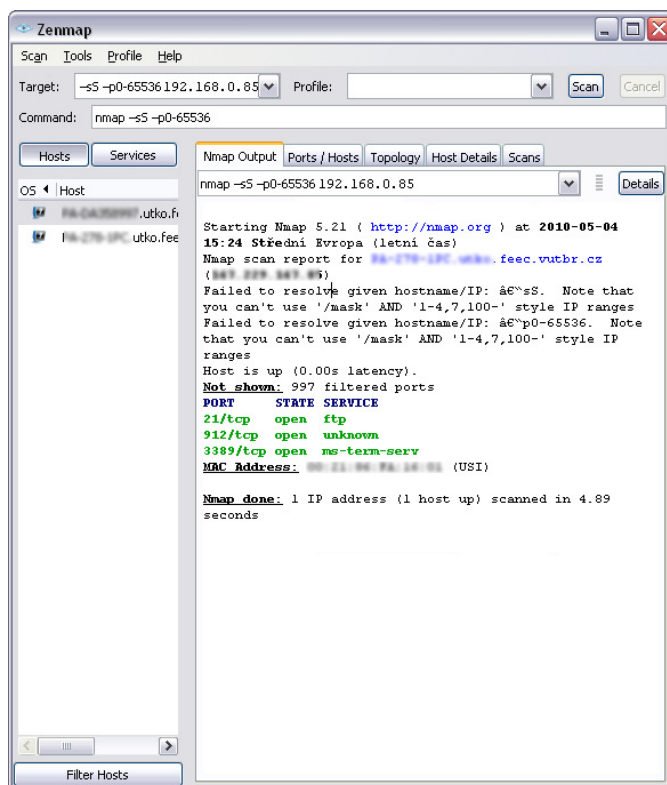 Zenmap
Scan Tools Profile Help
Target: –sS –p0-65536192.168.0.85 Profile: Scan Cancel
Command: nmap –sS –p0-65536
Hosts Services
Nmap Output Ports / Hosts Topology Host Details Scans
OS Host
nmap –sS –p0-65536 192.168.0.85 Details
.utko.fe
.utko.fee
Starting Nmap 5.21 ( http://nmap.org ) at 2010-05-04
15:24 Střední Evropa (letní čas)
Nmap scan report for .feec.vutbr.cz
Failed to resolve given hostname/IP: â€“sS. Note that
you can't use '/mask' AND '1-4,7,100-' style IP ranges
Failed to resolve given hostname/IP: â€“p0-65536. Note
that you can't use '/mask' AND '1-4,7,100-' style IP
ranges
Host is up (0.00s latency).
Not shown: 997 filtered ports
PORT STATE SERVICE
21/tcp open ftp
912/tcp open unknown
3389/tcp open ms-term-serv
MAC Address: (USI)
Nmap done: 1 IP address (1 host up) scanned in 4.89
seconds
Filter Hosts